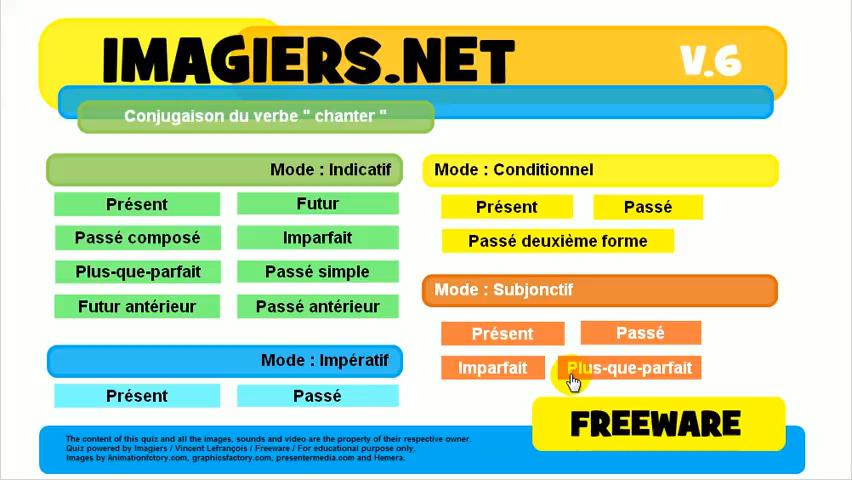 IMAGIERS.NET
V.6
Conjugaison du verbe " chanter "
Mode : Indicatif
Présent
Futur
Passé composé
Imparfait
Plus-que-parfait
Passé simple
Futur antérieur
Passé antérieur
Mode : Impératif
Présent
Passé
Mode : Conditionnel
Présent
Passé
Passé deuxième forme
Mode : Subjonctif
Présent
Passé
Imparfait
Plus-que-parfait
FREEWARE
The content of this quiz and all the images, sounds and video are the property of their respective owner.
Quiz powered by Imagiers / Vincent Lefrançois / Freeware / For educational purpose only.
Images by Animationfctory.com, graphicsfactory.com, presentermedia.com and Hemera.